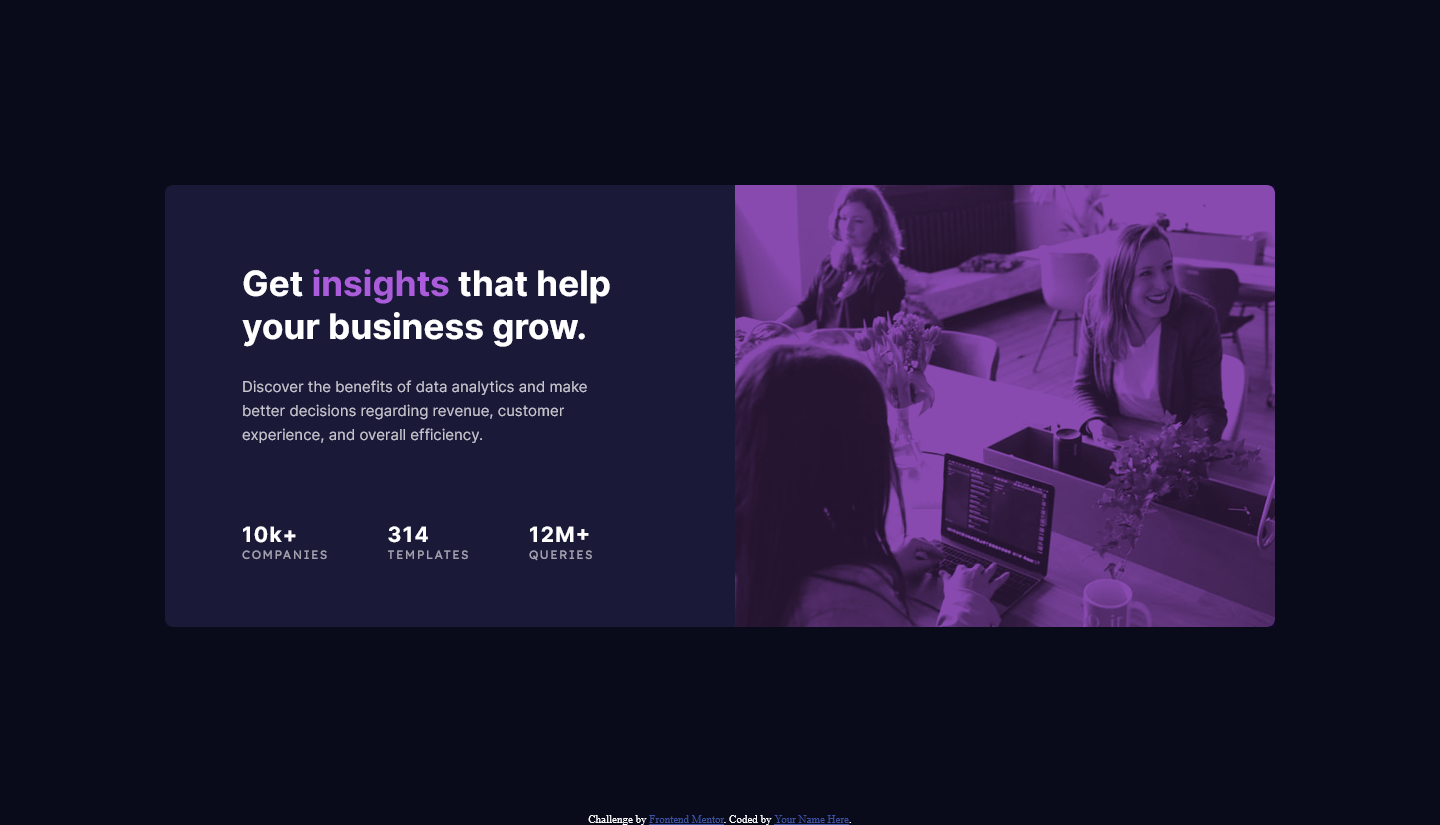 Get insights that help
your business grow.
Discover the benefits of data analytics and make
better decisions regarding revenue, customer
experience, and overall efficiency.
10k+
COMPANIES
314
TEMPLATES
12M+
QUERIES
Challenge by Frontend Mentor. Coded by Your Name Here.